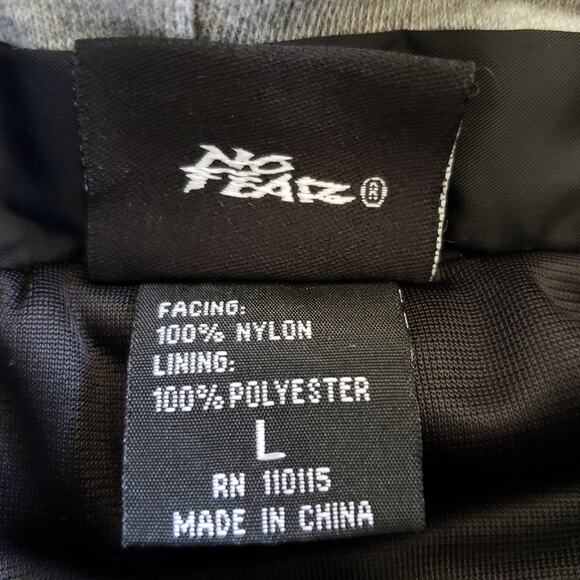 NO
FEAR®
FACING:
100% NYLON
LINING:
100% POLYESTER
L
RN 110115
MADE IN CHINA